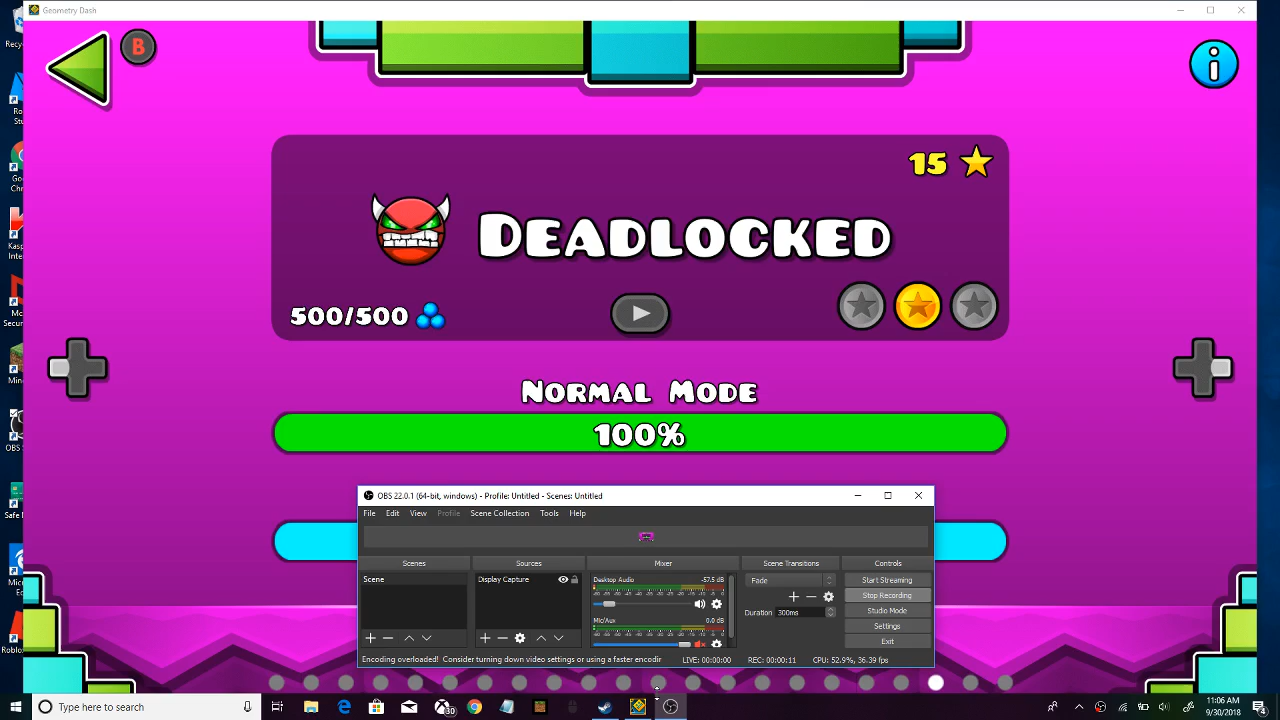 Geometry Dash
B
15
Deadlocked
500/500
Normal Mode
100%
OBS 22.0.1 (64-bit, windows) - Profile: Untitled - Scenes: Untitled
File Edit View Profile Scene Collection Tools Help
Scenes Sources Mixer Scene Transitions Controls
Scene
Display Capture
Desktop Audio -57.5 dB
Mic/Aux 0.0 dB
Fade
Duration 300ms
Start Streaming
Stop Recording
Studio Mode
Settings
Exit
Encoding overloaded! Consider turning down video settings or using a faster encodir
LIVE: 00:00:00 REC: 00:00:11 CPU: 52.9%, 36.39 fps
Type here to search
30
11:06 AM
9/30/2018
4